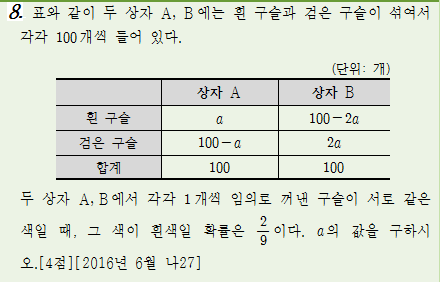 8. 표와 같이 두 상자 A, B에는 흰 구슬과 검은 구슬이 섞여서
각각 100개씩 들어 있다.
(단위: 개)
상자 A 상자 B
흰 구슬 a 100-2a
검은 구슬 100-a 2a
합계 100 100
두 상자 A, B에서 각각 1개씩 임의로 꺼낸 구슬이 서로 같은
색일 때, 그 색이 흰색일 확률은 2/9이다. a의 값을 구하시
오.[4점][2016년 6월 나27]